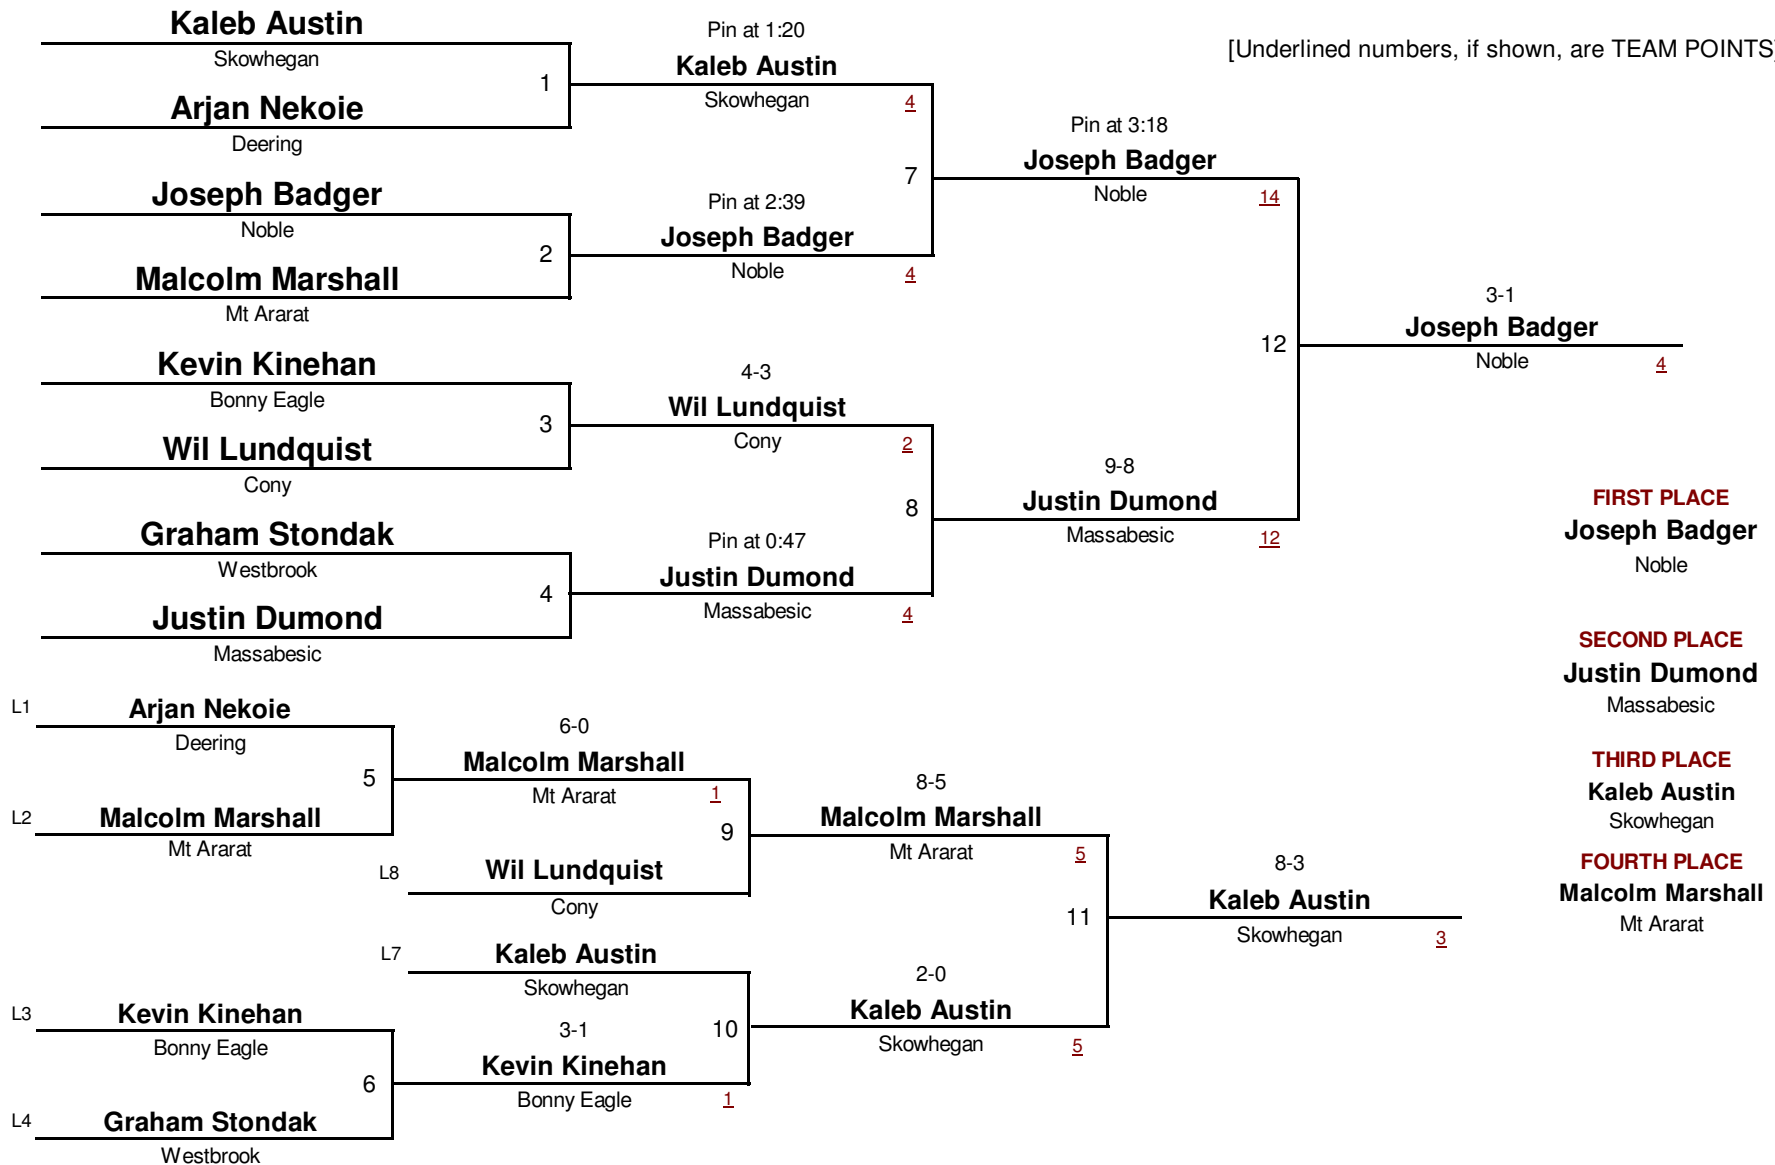 Kaleb Austin
Skowhegan
1
Arjan Nekoie
Deering
Joseph Badger
Noble
2
Malcolm Marshall
Mt Ararat
Kevin Kinehan
Bonny Eagle
3
Wil Lundquist
Cony
Graham Stondak
Westbrook
4
Justin Dumond
Massabesic
Pin at 1:20
Kaleb Austin
Skowhegan
4
7
Pin at 2:39
Joseph Badger
Noble
4
4-3
Wil Lundquist
Cony
2
8
Pin at 0:47
Justin Dumond
Massabesic
4
[Underlined numbers, if shown, are TEAM POINTS]
Pin at 3:18
Joseph Badger
Noble
14
12
9-8
Justin Dumond
Massabesic
12
3-1
Joseph Badger
Noble
4
FIRST PLACE
Joseph Badger
Noble
SECOND PLACE
Justin Dumond
Massabesic
THIRD PLACE
Kaleb Austin
Skowhegan
FOURTH PLACE
Malcolm Marshall
Mt Ararat
L1
Arjan Nekoie
Deering
5
L2
Malcolm Marshall
Mt Ararat
6-0
Malcolm Marshall
Mt Ararat
1
9
L8
Wil Lundquist
Cony
L7
Kaleb Austin
Skowhegan
10
L3
Kevin Kinehan
Bonny Eagle
6
L4
Graham Stondak
Westbrook
3-1
Kevin Kinehan
Bonny Eagle
1
8-5
Malcolm Marshall
Mt Ararat
5
11
2-0
Kaleb Austin
Skowhegan
5
8-3
Kaleb Austin
Skowhegan
3